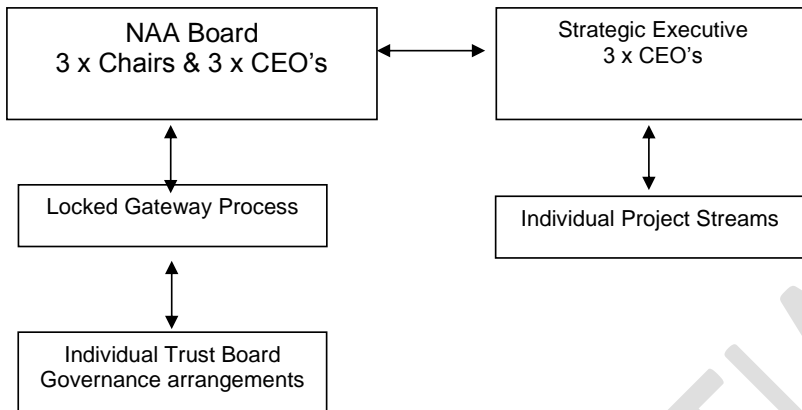 NAA Board
3 x Chairs & 3 x CEO’s
Strategic Executive
3 x CEO’s
Locked Gateway Process
Individual Project Streams
Individual Trust Board
Governance arrangements